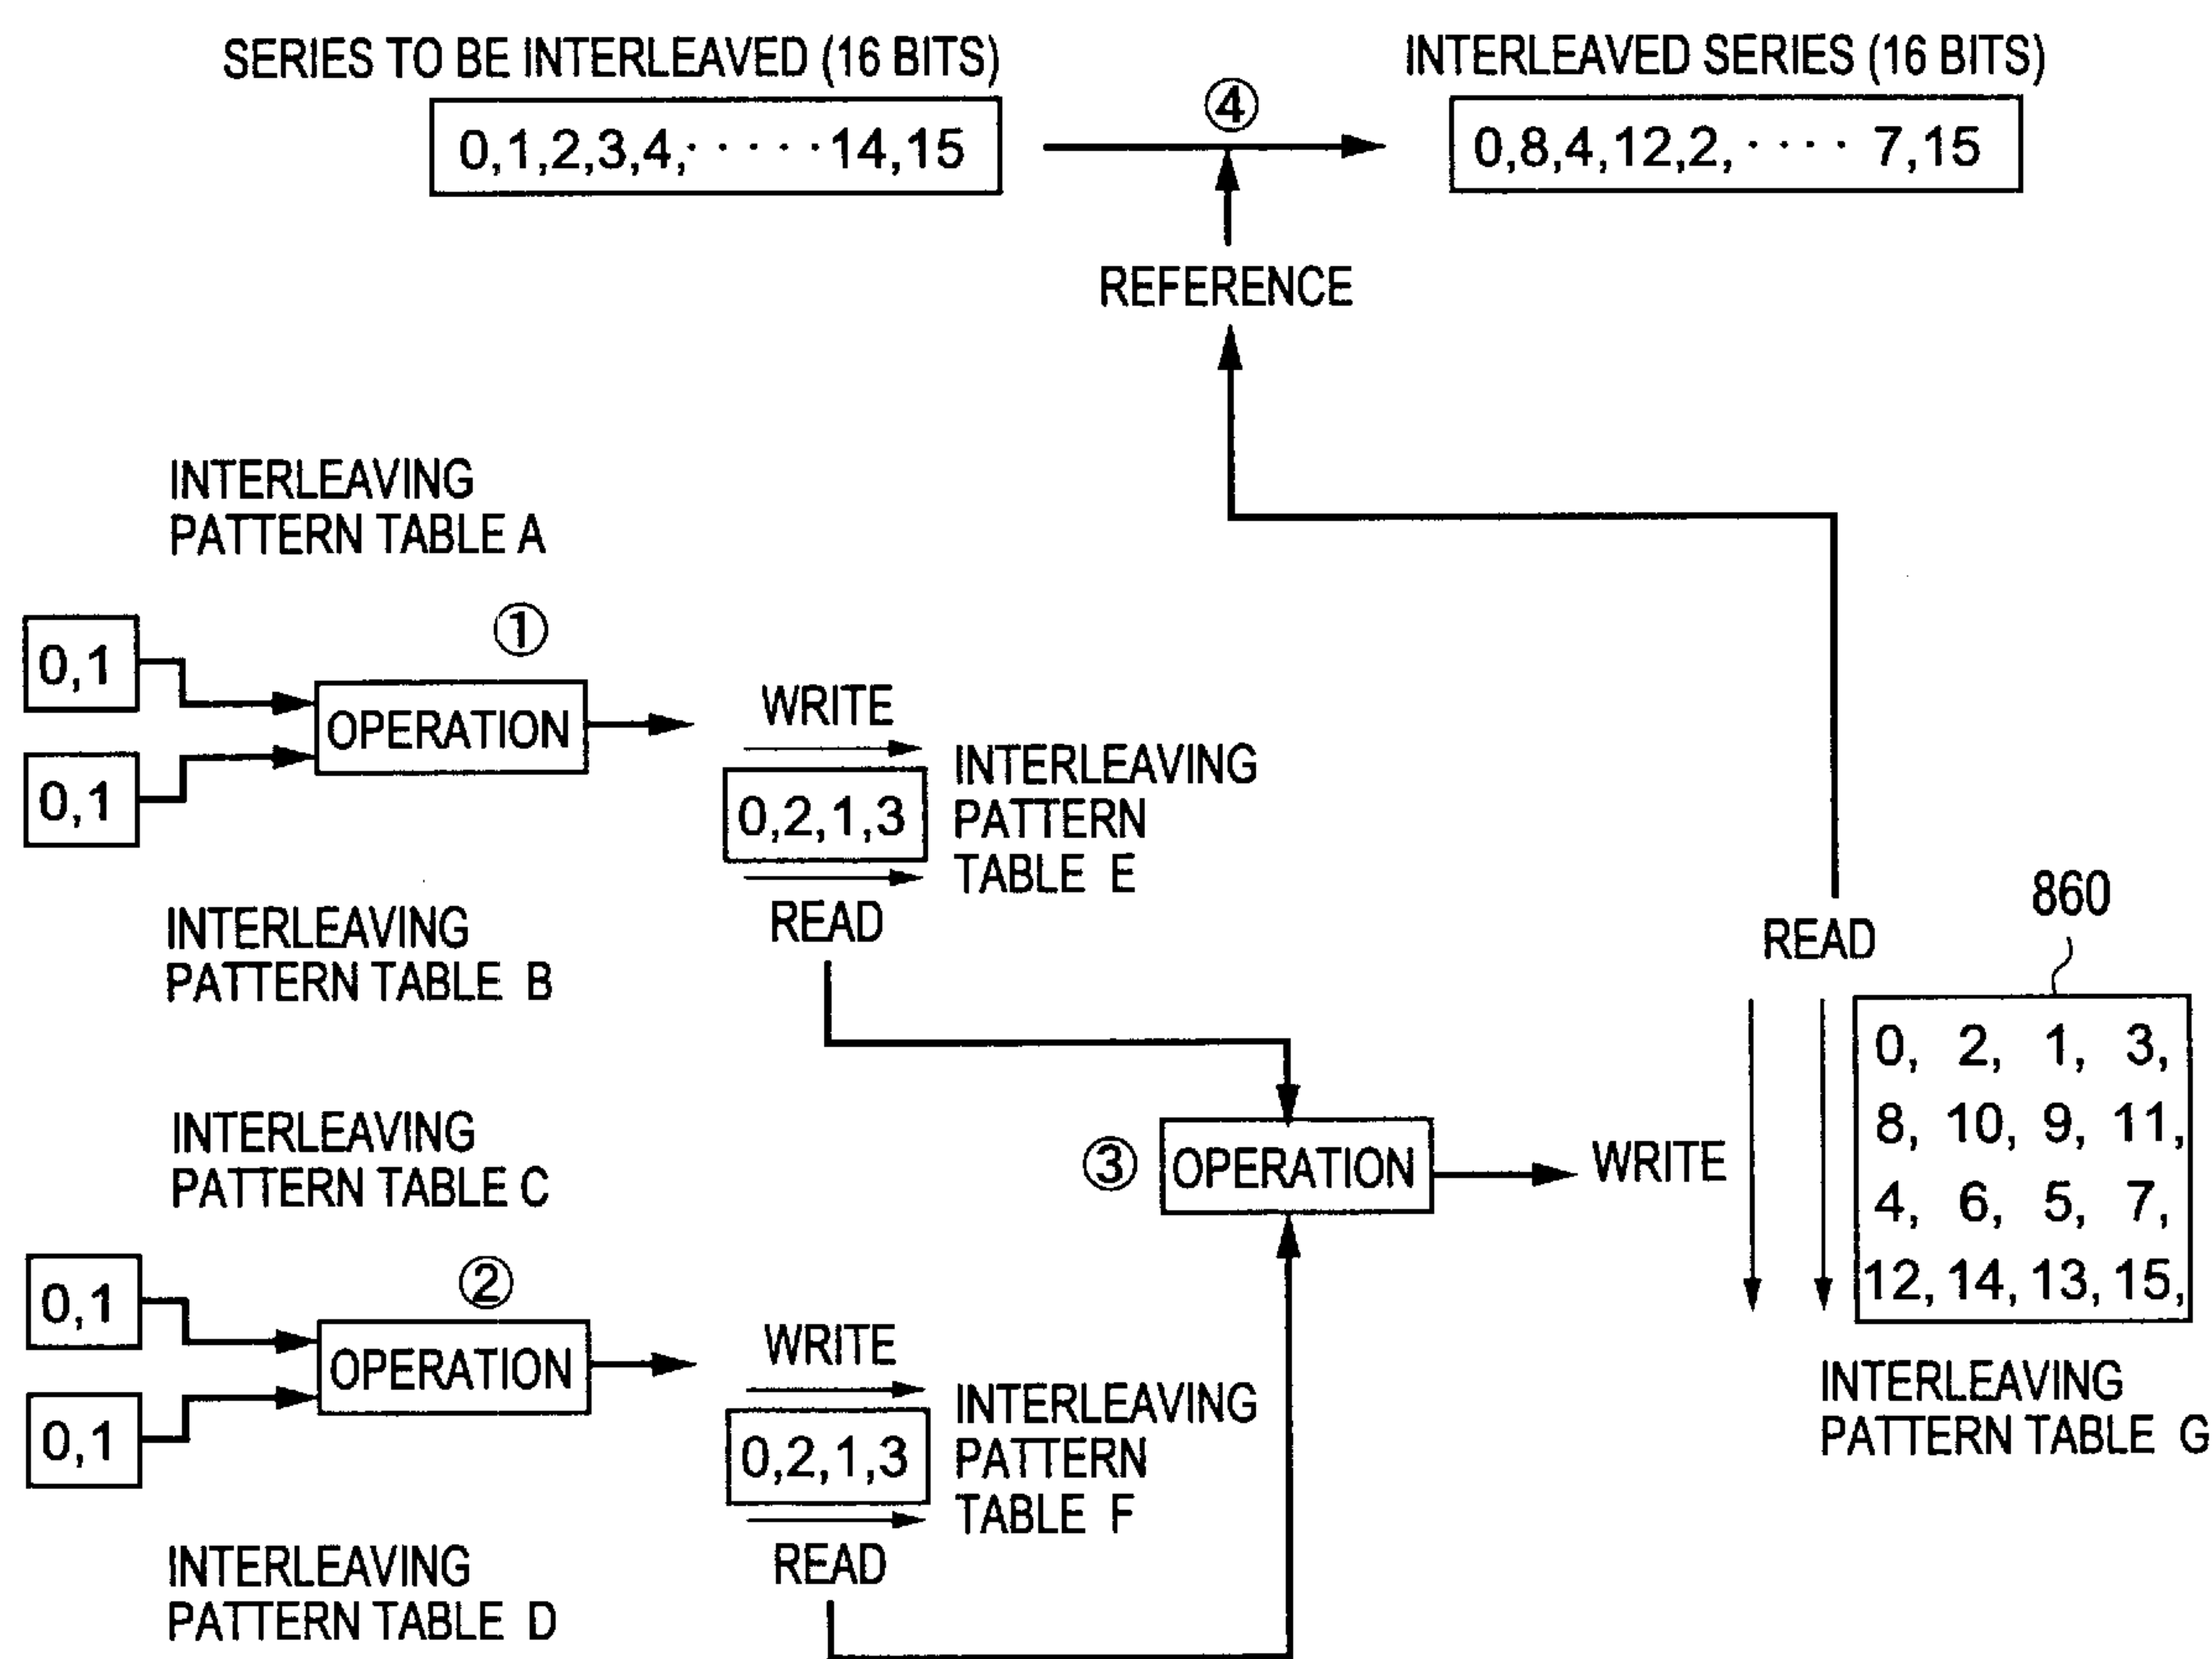 SERIES TO BE INTERLEAVED (16 BITS)
0,1,2,3,4,·····14,15
④
INTERLEAVED SERIES (16 BITS)
0,8,4,12,2,···· 7,15
REFERENCE
INTERLEAVING
PATTERN TABLE A
0,1
0,1
①
OPERATION
WRITE
0,2,1,3
READ
INTERLEAVING
PATTERN
TABLE E
INTERLEAVING
PATTERN TABLE B
INTERLEAVING
PATTERN TABLE C
0,1
0,1
②
OPERATION
WRITE
0,2,1,3
READ
INTERLEAVING
PATTERN
TABLE F
INTERLEAVING
PATTERN TABLE D
③
OPERATION
WRITE
READ
860
0, 2, 1, 3,
8, 10, 9, 11,
4, 6, 5, 7,
12, 14, 13, 15,
INTERLEAVING
PATTERN TABLE G